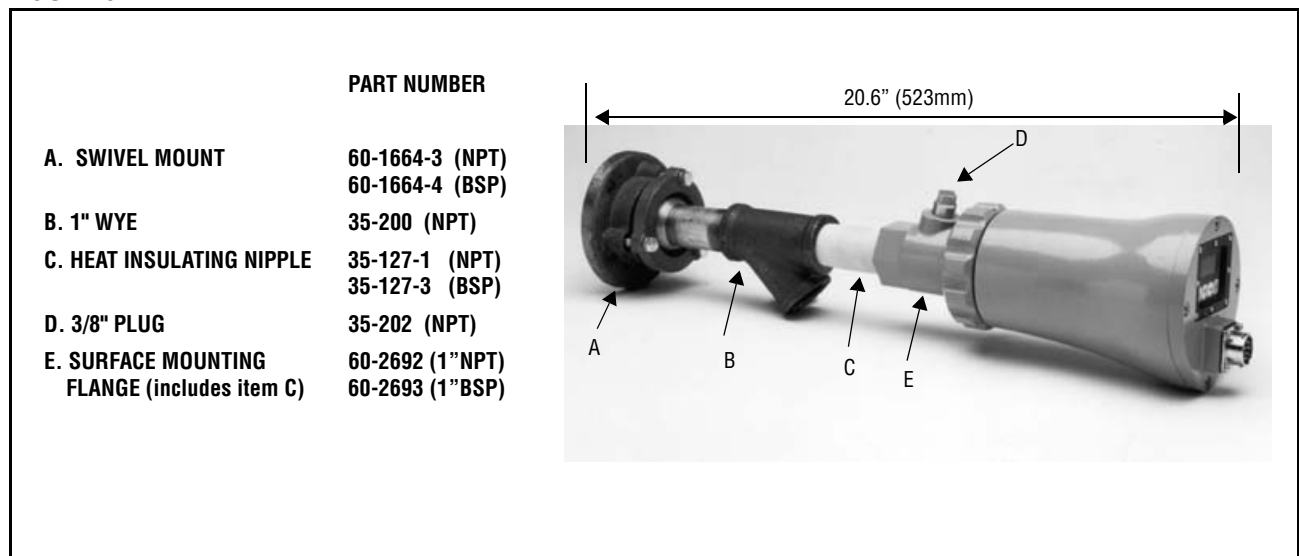 PART NUMBER
A. SWIVEL MOUNT 60-1664-3 (NPT)
60-1664-4 (BSP)
B. 1" WYE 35-200 (NPT)
C. HEAT INSULATING NIPPLE 35-127-1 (NPT)
35-127-3 (BSP)
D. 3/8" PLUG 35-202 (NPT)
E. SURFACE MOUNTING 60-2692 (1”NPT)
FLANGE (includes item C) 60-2693 (1”BSP)
20.6” (523mm)
D
A
B
C
E